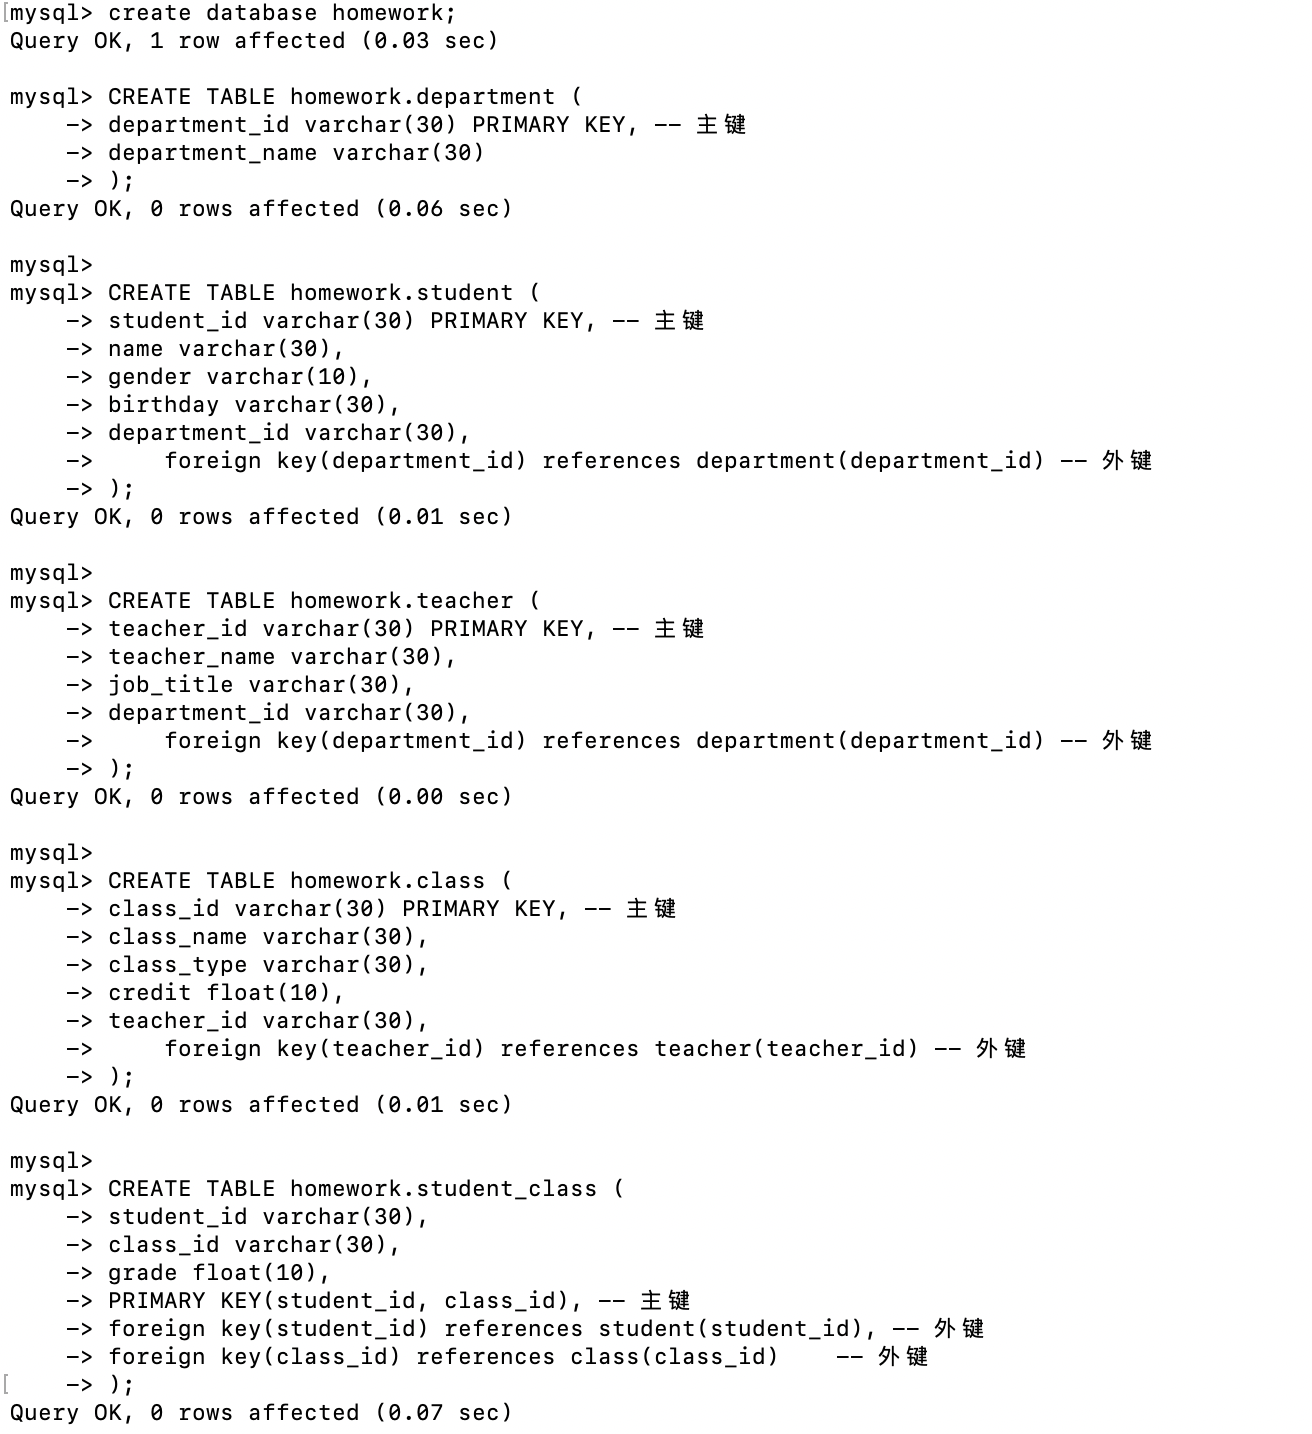 mysql> create database homework;
Query OK, 1 row affected (0.03 sec)
mysql> CREATE TABLE homework.department (
    -> department_id varchar(30) PRIMARY KEY, -- 主键
    -> department_name varchar(30)
    -> );
Query OK, 0 rows affected (0.06 sec)
mysql>
mysql> CREATE TABLE homework.student (
    -> student_id varchar(30) PRIMARY KEY, -- 主键
    -> name varchar(30),
    -> gender varchar(10),
    -> birthday varchar(30),
    -> department_id varchar(30),
    ->     foreign key(department_id) references department(department_id) -- 外键
    -> );
Query OK, 0 rows affected (0.01 sec)
mysql>
mysql> CREATE TABLE homework.teacher (
    -> teacher_id varchar(30) PRIMARY KEY, -- 主键
    -> teacher_name varchar(30),
    -> job_title varchar(30),
    -> department_id varchar(30),
    ->     foreign key(department_id) references department(department_id) -- 外键
    -> );
Query OK, 0 rows affected (0.00 sec)
mysql>
mysql> CREATE TABLE homework.class (
    -> class_id varchar(30) PRIMARY KEY, -- 主键
    -> class_name varchar(30),
    -> class_type varchar(30),
    -> credit float(10),
    -> teacher_id varchar(30),
    ->     foreign key(teacher_id) references teacher(teacher_id) -- 外键
    -> );
Query OK, 0 rows affected (0.01 sec)
mysql>
mysql> CREATE TABLE homework.student_class (
    -> student_id varchar(30),
    -> class_id varchar(30),
    -> grade float(10),
    -> PRIMARY KEY(student_id, class_id), -- 主键
    -> foreign key(student_id) references student(student_id), -- 外键
    -> foreign key(class_id) references class(class_id)    -- 外键
    -> );
Query OK, 0 rows affected (0.07 sec)